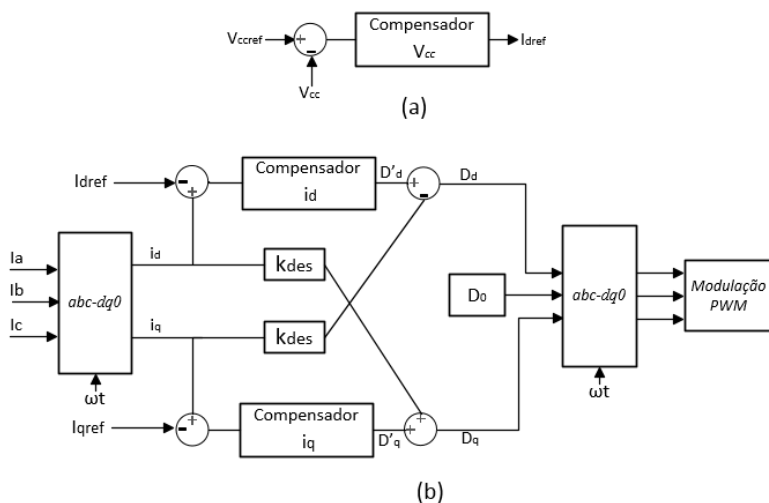 Vccref
+
-
Compensador
Vcc
Idref
Vcc
(a)
Idref
-
+
Compensador
id
D'd
+
-
Dd
Ia
Ib
Ic
abc-dq0
id
kdes
iq
kdes
D0
abc-dq0
Modulação
PWM
ωt
ωt
Iqref
+
-
Compensador
iq
D'q
+
+
Dq
(b)